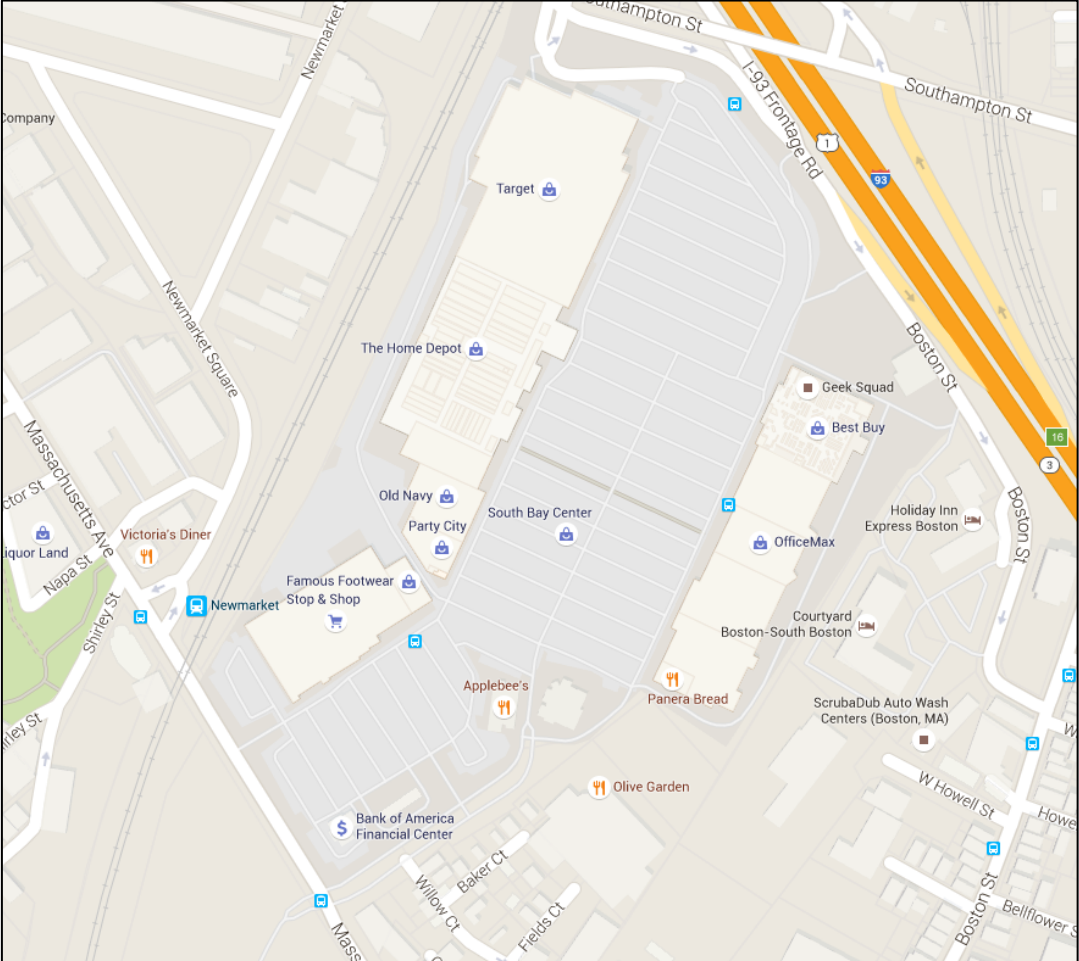 Southampton St
Newmarket
I-93 Frontage Rd
Southampton St
Company
1
93
Target
Newmarket Square
The Home Depot
Boston St
Geek Squad
Best Buy
16
3
Massachusetts Ave
ctor St
Old Navy
Party City
South Bay Center
Holiday Inn
Express Boston
Boston St
Victoria's Diner
iquor Land
OfficeMax
Napa St
Famous Footwear
Stop & Shop
Newmarket
Shirley St
Courtyard
Boston-South Boston
Applebee's
Panera Bread
ScrubaDub Auto Wash
Centers (Boston, MA)
irley St
W
Olive Garden
W Howell St
Howe
$
Bank of America
Financial Center
Baker Ct
Willow Ct
Fields Ct
Boston St
Bellflower S
Mass